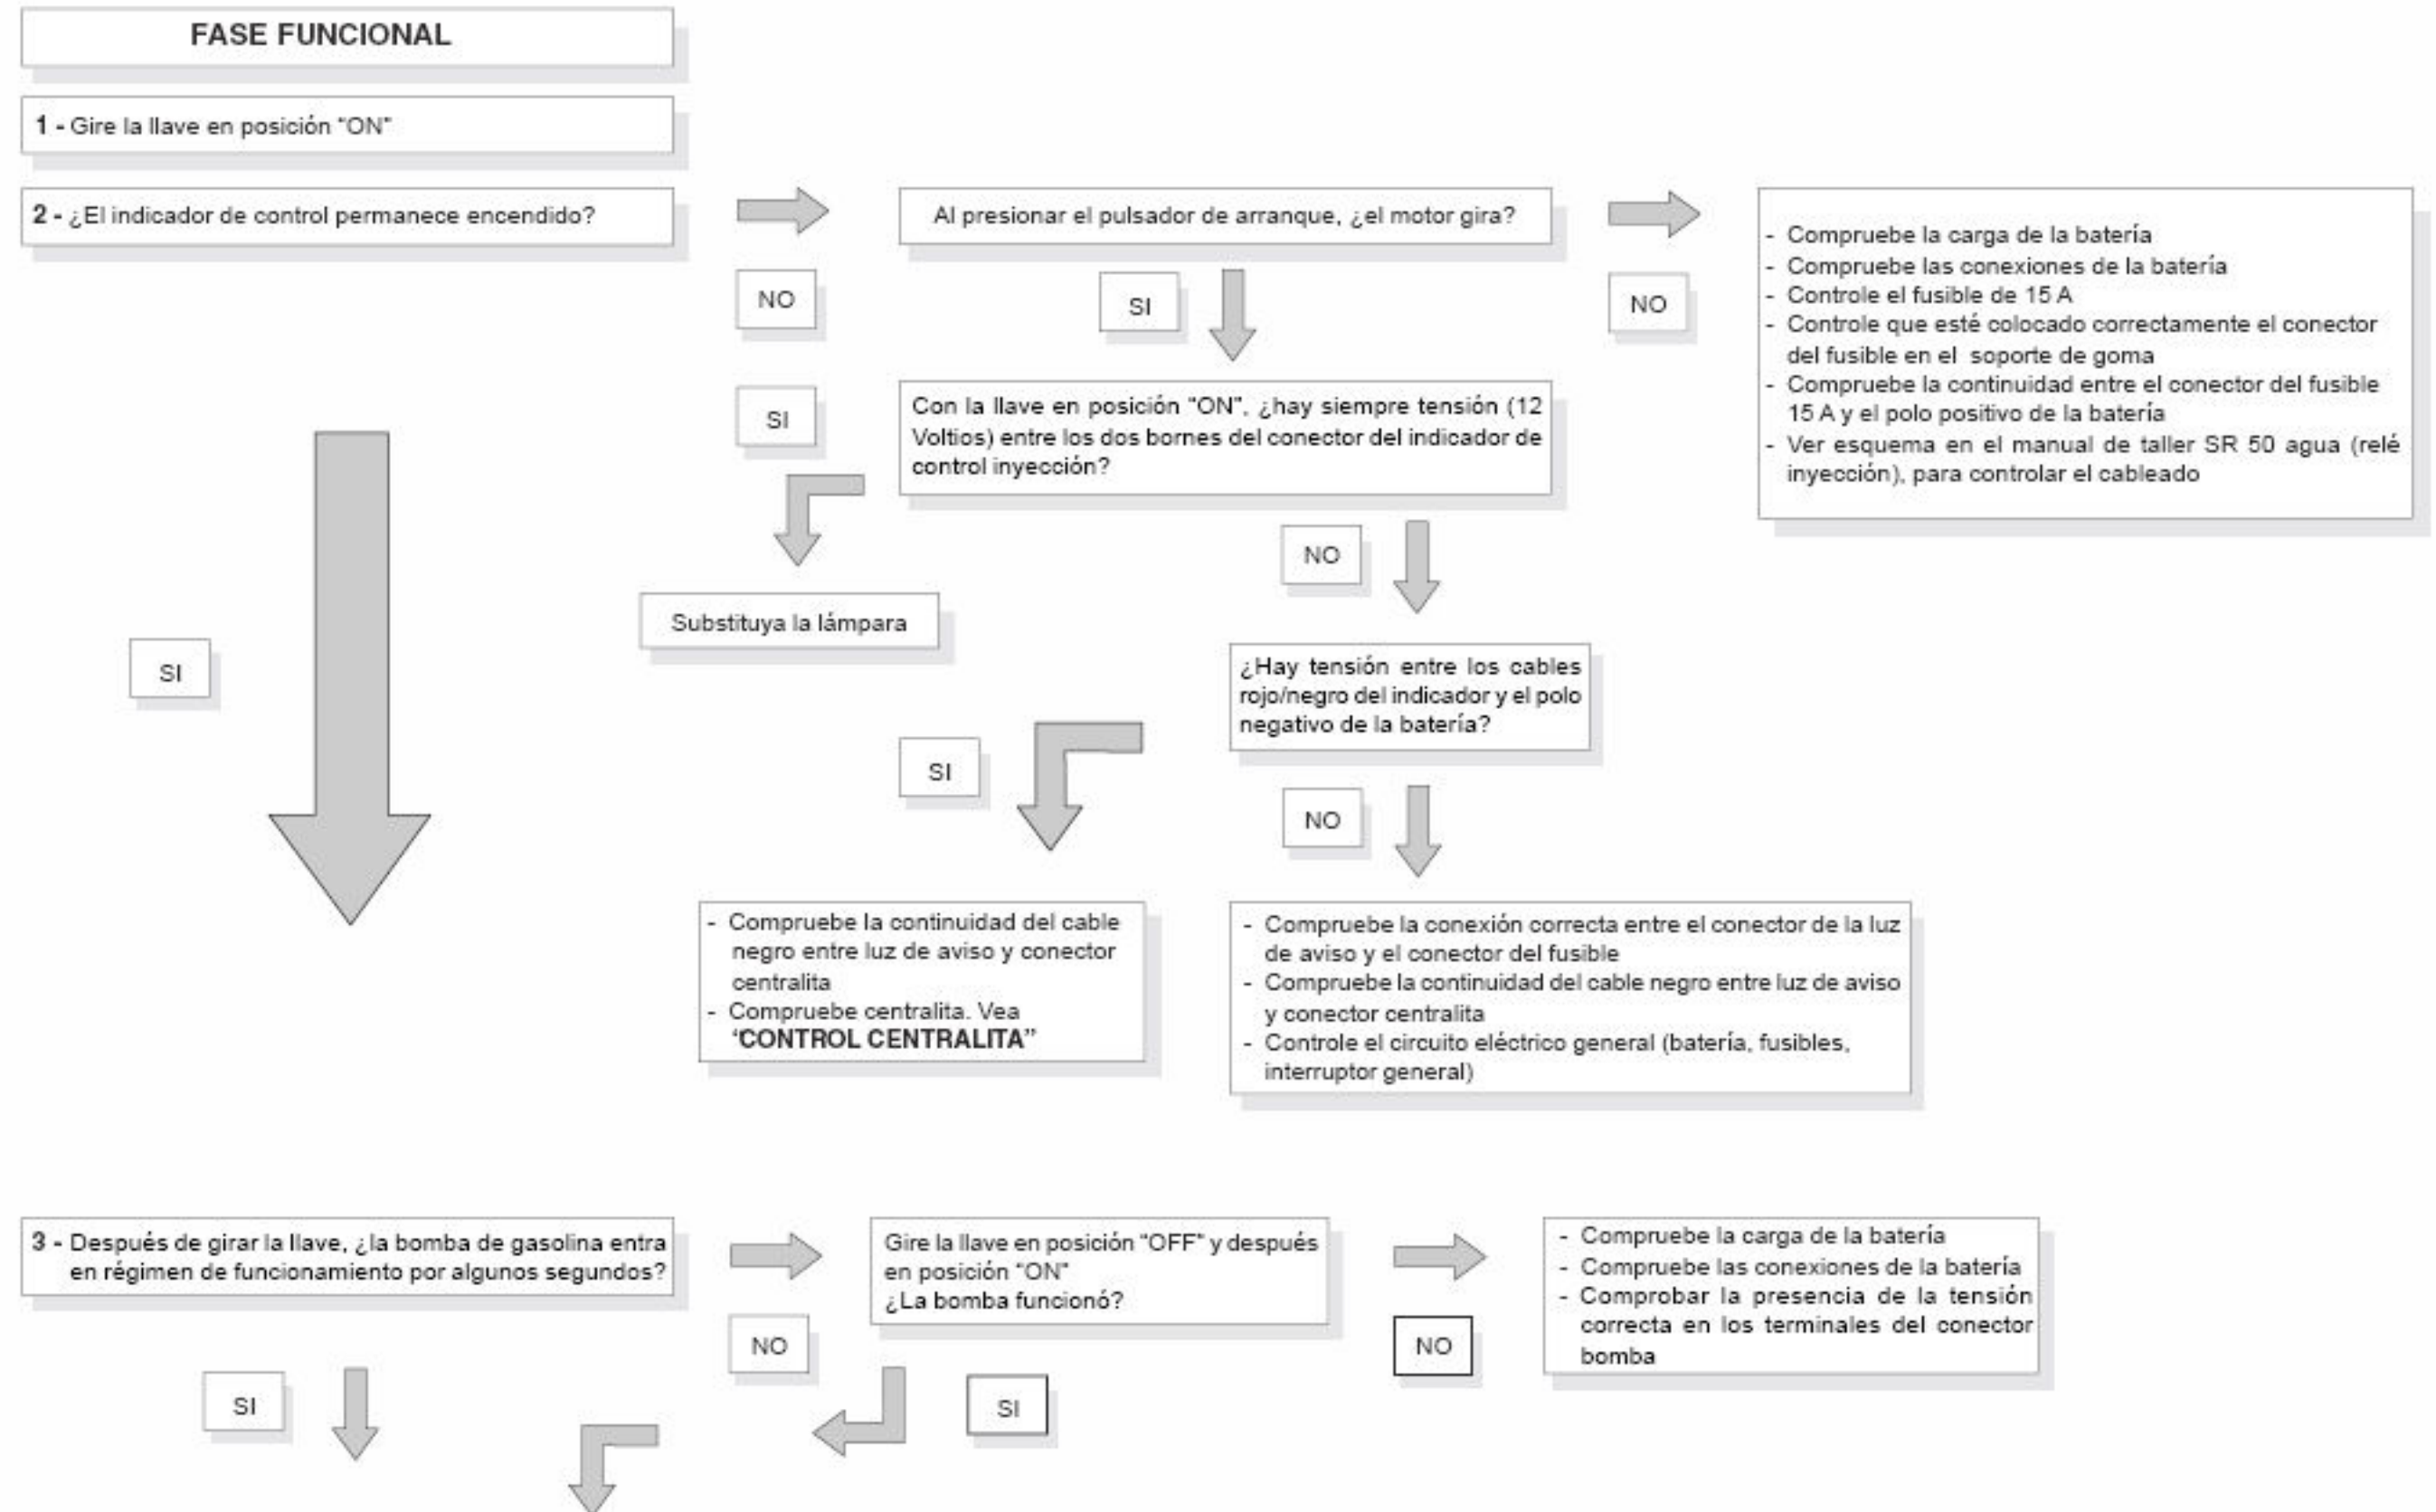 FASE FUNCIONAL
1 - Gire la llave en posición "ON"
2 - ¿El indicador de control permanece encendido?
NO
Al presionar el pulsador de arranque, ¿el motor gira?
NO
- Compruebe la carga de la batería
- Compruebe las conexiones de la batería
- Controle el fusible de 15 A
- Controle que esté colocado correctamente el conector
del fusible en el soporte de goma
- Compruebe la continuidad entre el conector del fusible
15 A y el polo positivo de la batería
- Ver esquema en el manual de taller SR 50 agua (relé
inyección), para controlar el cableado
SI
Con la llave en posición "ON", ¿hay siempre tensión (12
Voltios) entre los dos bornes del conector del indicador de
control inyección?
SI
Substituya la lámpara
NO
¿Hay tensión entre los cables
rojo/negro del indicador y el polo
negativo de la batería?
SI
- Compruebe la continuidad del cable
negro entre luz de aviso y conector
centralita
- Compruebe centralita. Vea
‘CONTROL CENTRALITA”
NO
- Compruebe la conexión correcta entre el conector de la luz
de aviso y el conector del fusible
- Compruebe la continuidad del cable negro entre luz de aviso
y conector centralita
- Controle el circuito eléctrico general (batería, fusibles,
interruptor general)
SI
3 - Después de girar la llave, ¿la bomba de gasolina entra
en régimen de funcionamiento por algunos segundos?
NO
Gire la llave en posición "OFF" y después
en posición "ON"
¿La bomba funcionó?
NO
- Compruebe la carga de la batería
- Compruebe las conexiones de la batería
- Comprobar la presencia de la tensión
correcta en los terminales del conector
bomba
SI
SI